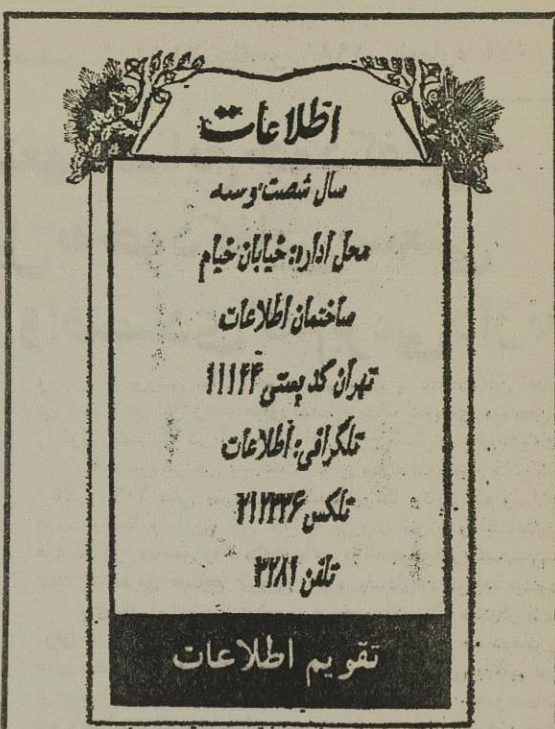 اطلاعات
سال شصت و سه
محل اداره: خیابان خیام
ساختمان اطلاعات
تهران کد پستی ۱۱۱۴۴
تلگرافی: اطلاعات
تلکس ۲۱۲۳۳۶
تلفن ۳۲۸۱
تقویم اطلاعات